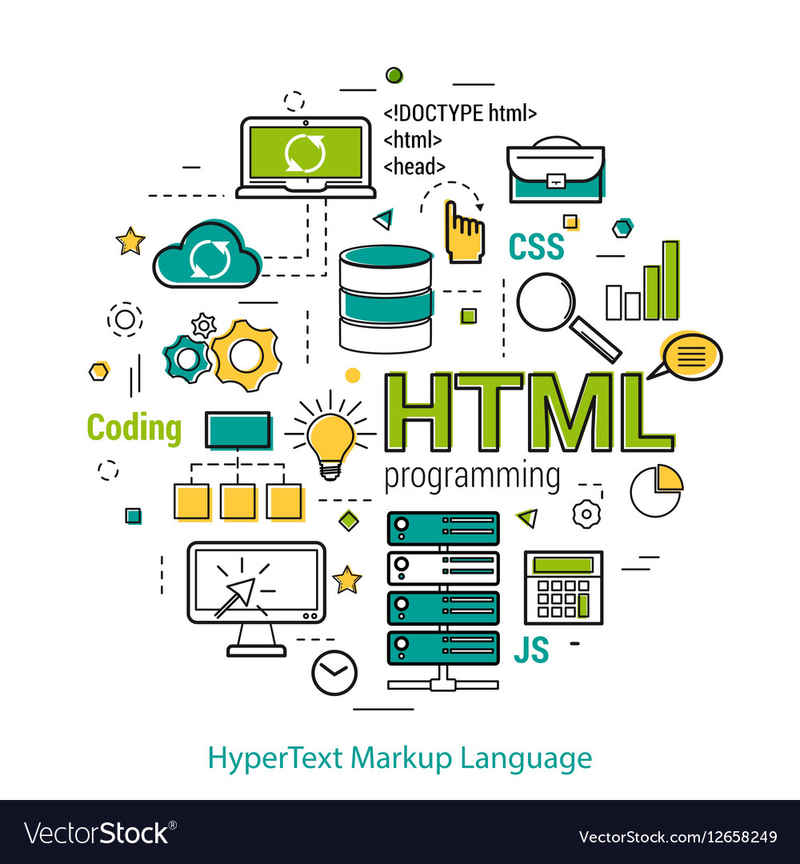 <!DOCTYPE html>
<html>
<head>
CSS
HTML
Coding
programming
JS
HyperText Markup Language
VectorStock®
VectorStock.com/12658249